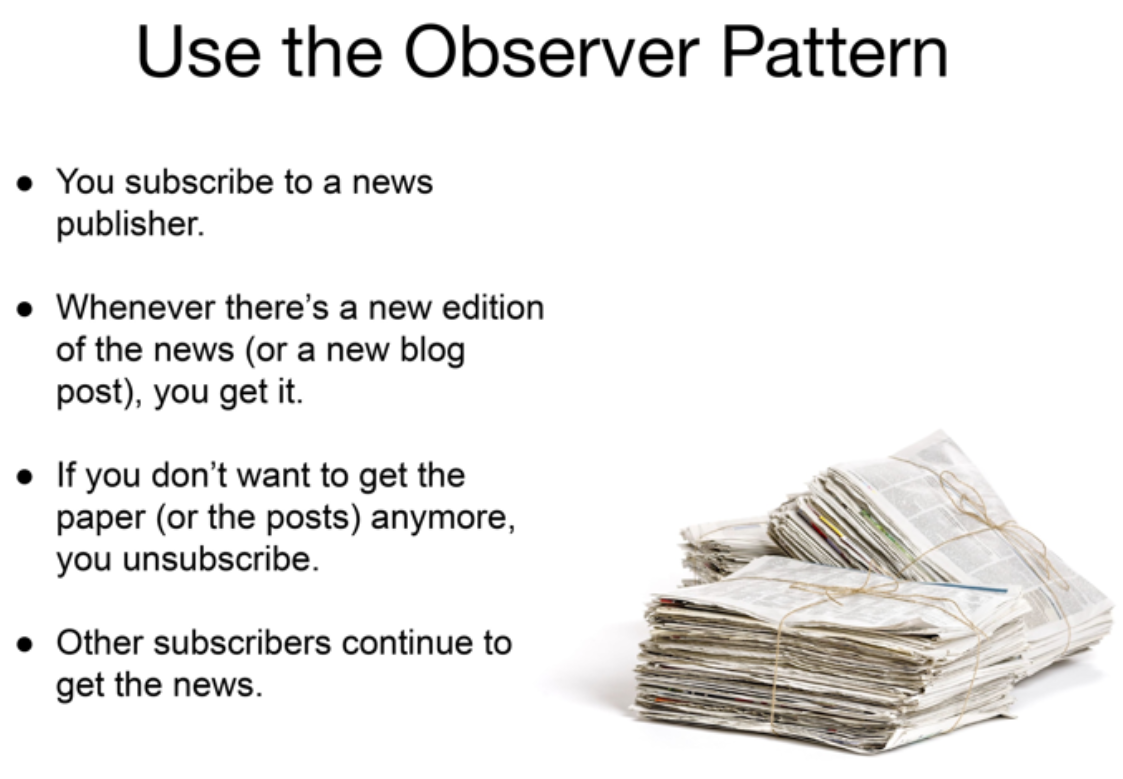 Use the Observer Pattern
● You subscribe to a news
publisher.
● Whenever there’s a new edition
of the news (or a new blog
post), you get it.
● If you don’t want to get the
paper (or the posts) anymore,
you unsubscribe.
● Other subscribers continue to
get the news.